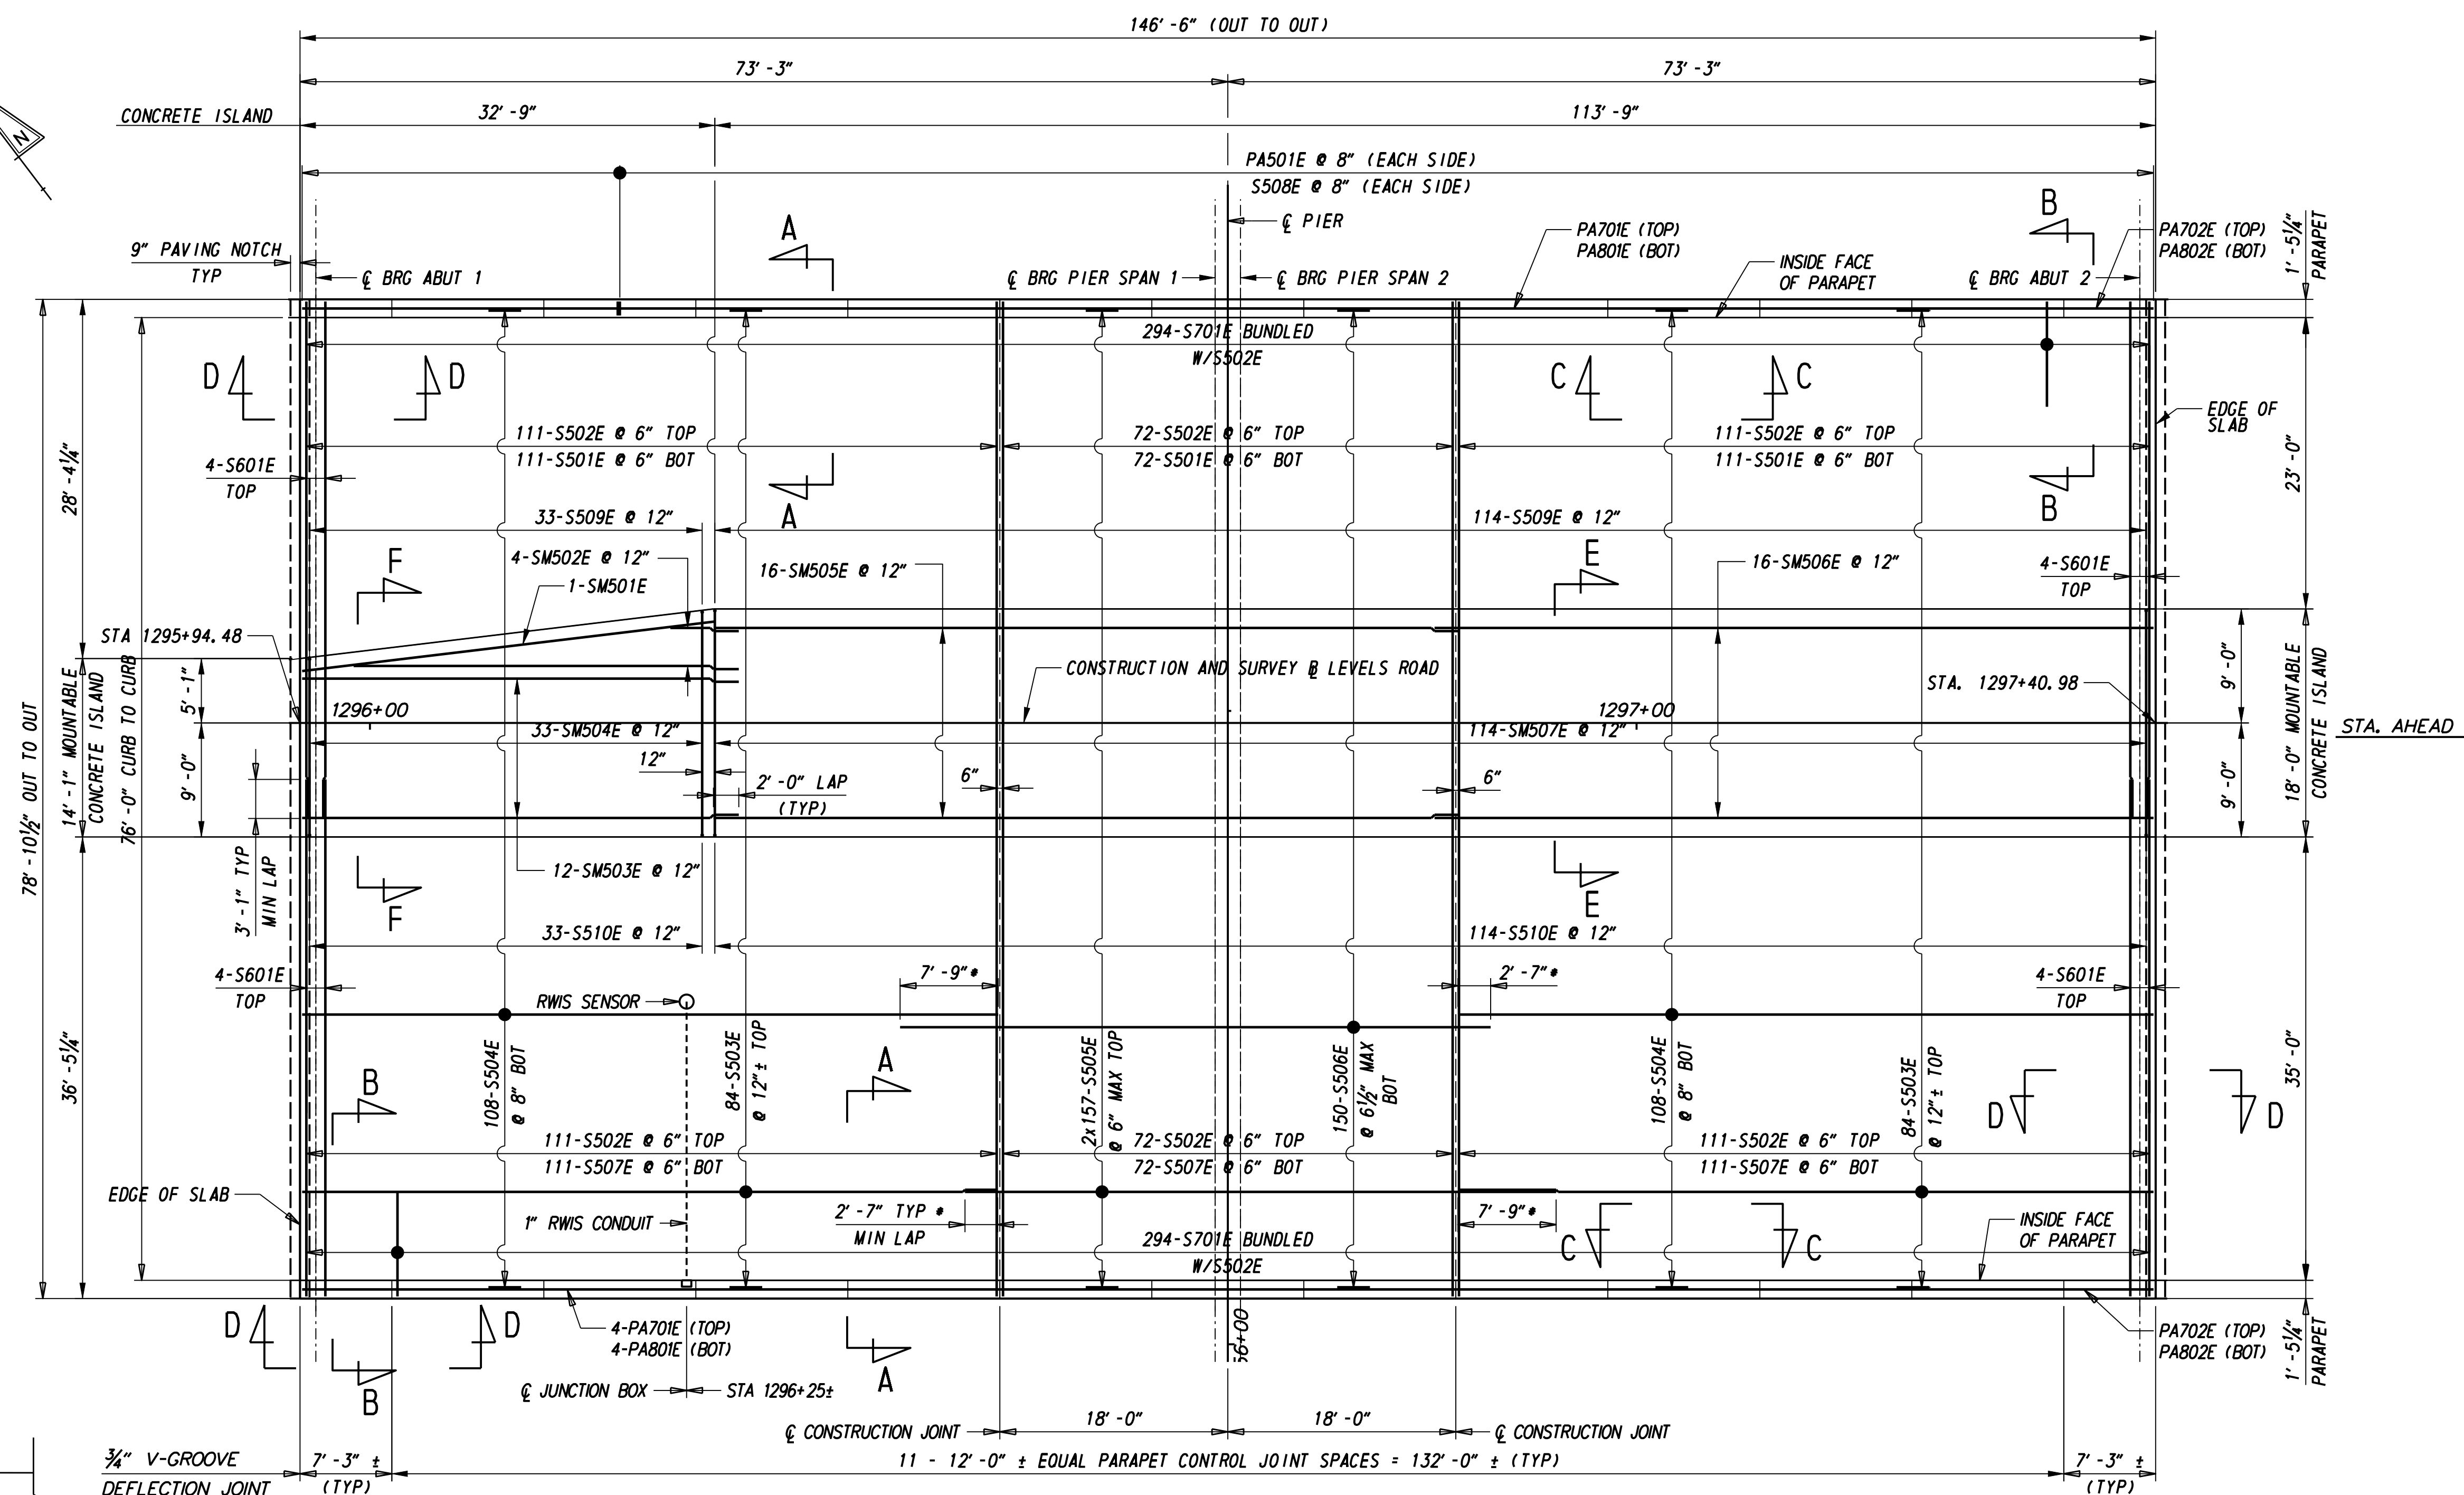 146'-6" (OUT TO OUT)
73'-3"
73'-3"
CONCRETE ISLAND
32'-9"
113'-9"
PA501E @ 8" (EACH SIDE)
S508E @ 8" (EACH SIDE)
N
A
B
℄ PIER
PA701E (TOP)
PA801E (BOT)
PA702E (TOP)
PA802E (BOT)
1'-5¼"
PARAPET
9" PAVING NOTCH
TYP
℄ BRG ABUT 1
℄ BRG PIER SPAN 1
℄ BRG PIER SPAN 2
INSIDE FACE
OF PARAPET
℄ BRG ABUT 2
294-S701E BUNDLED
W/S502E
D
D
C
C
EDGE OF
SLAB
111-S502E @ 6" TOP
111-S501E @ 6" BOT
72-S502E @ 6" TOP
72-S501E @ 6" BOT
111-S502E @ 6" TOP
111-S501E @ 6" BOT
28'-4¼"
4-S601E
TOP
23'-0"
A
B
33-S509E @ 12"
114-S509E @ 12"
F
4-SM502E @ 12"
1-SM501E
16-SM505E @ 12"
E
16-SM506E @ 12"
4-S601E
TOP
STA 1295+94.48
CONSTRUCTION AND SURVEY ℄ LEVELS ROAD
STA. 1297+40.98
9'-0"
18'-0" MOUNTABLE
CONCRETE ISLAND
STA. AHEAD
78'-10½" OUT TO OUT
14'-1" MOUNTABLE
CONCRETE ISLAND
76'-0" CURB TO CURB
5'-1"
9'-0"
1296+00
1297+00
33-SM504E @ 12"
114-SM507E @ 12"
12"
2'-0" LAP
(TYP)
6"
6"
9'-0"
3'-1" TYP
MIN LAP
12-SM503E @ 12"
F
E
33-S510E @ 12"
114-S510E @ 12"
4-S601E
TOP
7'-9"*
2'-7"*
4-S601E
TOP
RWIS SENSOR
36'-5¼"
35'-0"
108-S504E
@ 8" BOT
84-S503E
@ 12"± TOP
2x157-S505E
@ 6" MAX TOP
150-S506E
@ 6½" MAX
BOT
108-S504E
@ 8" BOT
84-S503E
@ 12"± TOP
B
A
D
D
111-S502E @ 6" TOP
111-S507E @ 6" BOT
72-S502E @ 6" TOP
72-S507E @ 6" BOT
111-S502E @ 6" TOP
111-S507E @ 6" BOT
EDGE OF SLAB
1" RWIS CONDUIT
2'-7" TYP *
MIN LAP
7'-9"*
294-S701E BUNDLED
W/S502E
C
C
INSIDE FACE
OF PARAPET
D
D
4-PA701E (TOP)
4-PA801E (BOT)
PA702E (TOP)
PA802E (BOT)
1'-5¼"
PARAPET
B
A
℄ JUNCTION BOX
STA 1296+25±
℄ CONSTRUCTION JOINT
18'-0"
18'-0"
℄ CONSTRUCTION JOINT
¾" V-GROOVE
DEFLECTION JOINT
7'-3" ±
(TYP)
11 - 12'-0" ± EQUAL PARAPET CONTROL JOINT SPACES = 132'-0" ± (TYP)
7'-3" ±
(TYP)